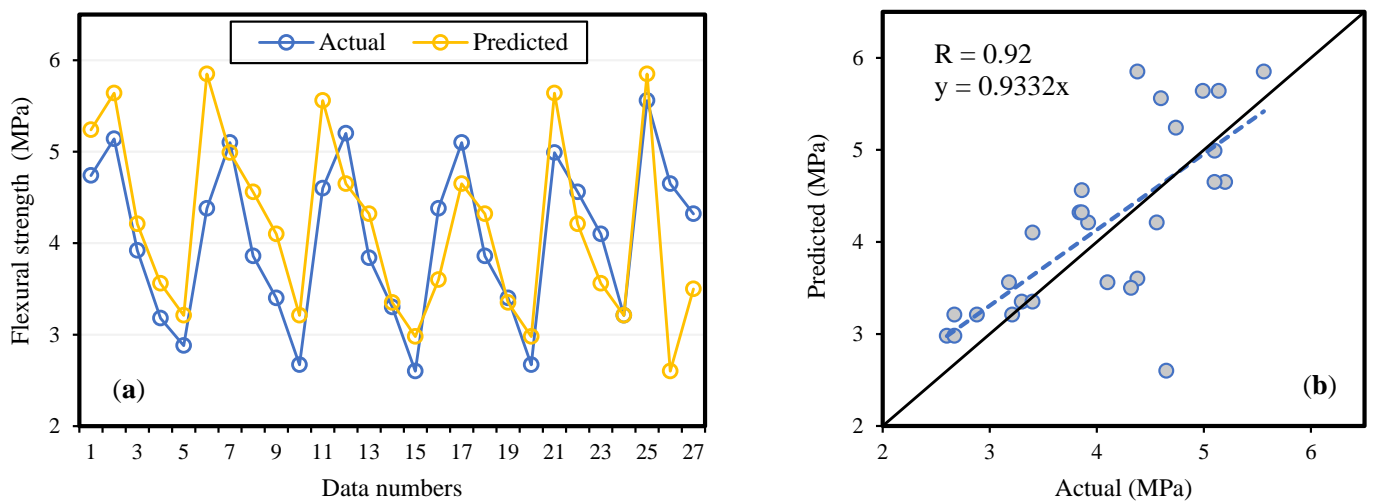 Actual Predicted
6
5
4
3
2
Flexural strength (MPa)
(a)
1 3 5 7 9 11 13 15 17 19 21 23 25 27
Data numbers
R = 0.92
y = 0.9332x
6
5
4
3
2
Predicted (MPa)
(b)
2 3 4 5 6
Actual (MPa)